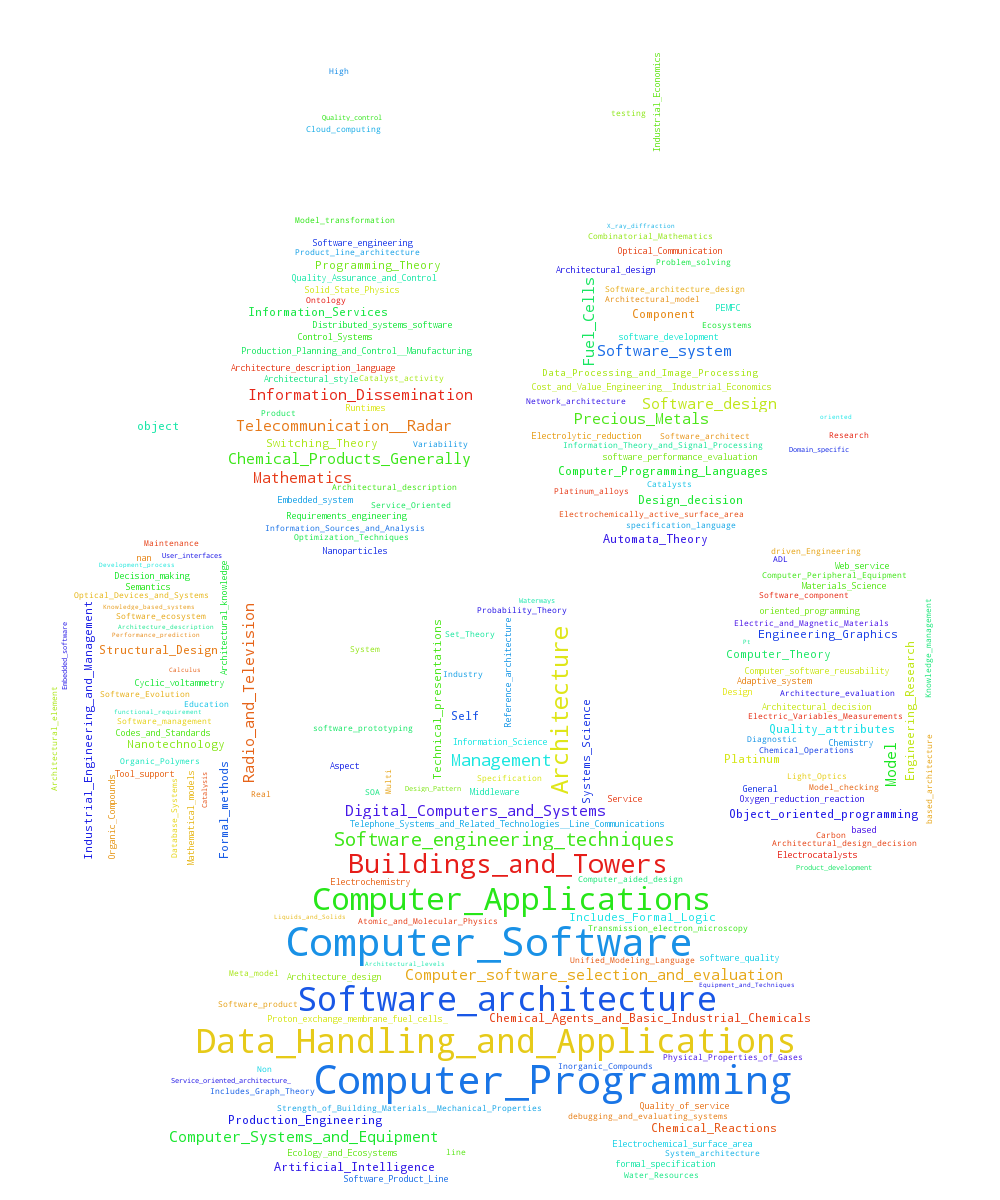 High
Industrial_Economics
testing
Quality_control
Cloud_computing
Model_transformation
X_ray_diffraction
Combinatorial_Mathematics
Software_engineering
Product_line_architecture
Optical_Communication
Programming_Theory
Problem_solving
Architectural_design
Quality_Assurance_and_Control
Fuel_Cells
Solid_State_Physics
Software_architecture_design
Ontology
Architectural_model
Information_Services
PEMFC
Component
Distributed_systems_software
Ecosystems
Control_Systems
software_development
Production_Planning_and_Control__Manufacturing
Software_system
Architecture_description_language
Data_Processing_and_Image_Processing
Architectural_style
Catalyst_activity
Cost_and_Value_Engineering__Industrial_Economics
Information_Dissemination
Network_architecture
Software_design
Runtimes
Product
Precious_Metals
oriented
object
Telecommunication__Radar
Electrolytic_reduction
Software_architect
Research
Switching_Theory
Variability
Information_Theory_and_Signal_Processing
Domain_specific
Chemical_Products_Generally
software_performance_evaluation
Mathematics
Computer_Programming_Languages
Architectural_description
Catalysts
Platinum_alloys
Embedded_system
Service_Oriented
Design_decision
Requirements_engineering
Electrochemically_active_surface_area
Information_Sources_and_Analysis
specification_language
Optimization_Techniques
Automata_Theory
Maintenance
Nanoparticles
driven_Engineering
nan
User_interfaces
ADL
Development_process
Web_service
Decision_making
Architectural_knowledge
Computer_Peripheral_Equipment
Semantics
Materials_Science
Optical_Devices_and_Systems
Software_component
Knowledge_based_systems
Waterways
Knowledge_management
Software_ecosystem
Probability_Theory
oriented_programming
Architecture_description
Electric_and_Magnetic_Materials
Performance_prediction
Set_Theory
Engineering_Graphics
Embedded_software
Industrial_Engineering_and_Management
Radio_and_Television
Technical_presentations
Reference_architecture
Architecture
Pt
Structural_Design
System
Computer_Theory
Calculus
Industry
Computer_software_reusability
Engineering_Research
Cyclic_voltammetry
Adaptive_system
Software_Evolution
Design
Architecture_evaluation
Architectural_element
Education
Systems_Science
Architectural_decision
functional_requirement
Self
Electric_Variables_Measurements
Software_management
software_prototyping
Quality_attributes
Codes_and_Standards
Information_Science
Diagnostic
Chemistry
Nanotechnology
Chemical_Operations
Model
based_architecture
Organic_Polymers
Management
Platinum
Aspect
Tool_support
Formal_methods
Multi
Specification
Light_Optics
Organic_Compounds
Database_Systems
Mathematical_models
Catalysis
Real
SOA
Design_Pattern
Middleware
Service
General
Model_checking
Oxygen_reduction_reaction
Digital_Computers_and_Systems
Object_oriented_programming
Telephone_Systems_and_Related_Technologies__Line_Communications
based
Software_engineering_techniques
Carbon
Architectural_design_decision
Buildings_and_Towers
Electrocatalysts
Product_development
Electrochemistry
Computer_aided_design
Computer_Applications
Liquids_and_Solids
Atomic_and_Molecular_Physics
Includes_Formal_Logic
Transmission_electron_microscopy
Computer_Software
Architectural_levels
Unified_Modeling_Language
software_quality
Meta_model
Architecture_design
Computer_software_selection_and_evaluation
Equipment_and_Techniques
Software_architecture
Software_product
Proton_exchange_membrane_fuel_cells_
Chemical_Agents_and_Basic_Industrial_Chemicals
Data_Handling_and_Applications
Physical_Properties_of_Gases
Non
Inorganic_Compounds
Service_oriented_architecture_
Computer_Programming
Includes_Graph_Theory
Strength_of_Building_Materials__Mechanical_Properties
Quality_of_service
Production_Engineering
debugging_and_evaluating_systems
Chemical_Reactions
Computer_Systems_and_Equipment
Electrochemical_surface_area
Ecology_and_Ecosystems
line
System_architecture
Artificial_Intelligence
formal_specification
Software_Product_Line
Water_Resources